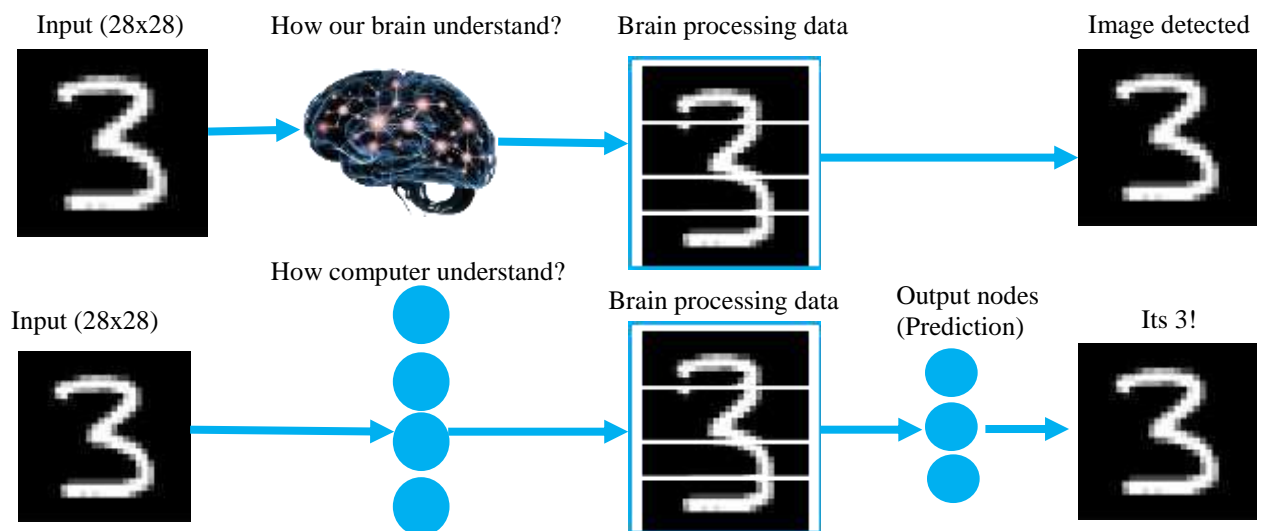 Input (28x28)
How our brain understand?
Brain processing data
Image detected
How computer understand?
Input (28x28)
Brain processing data
Output nodes
(Prediction)
Its 3!